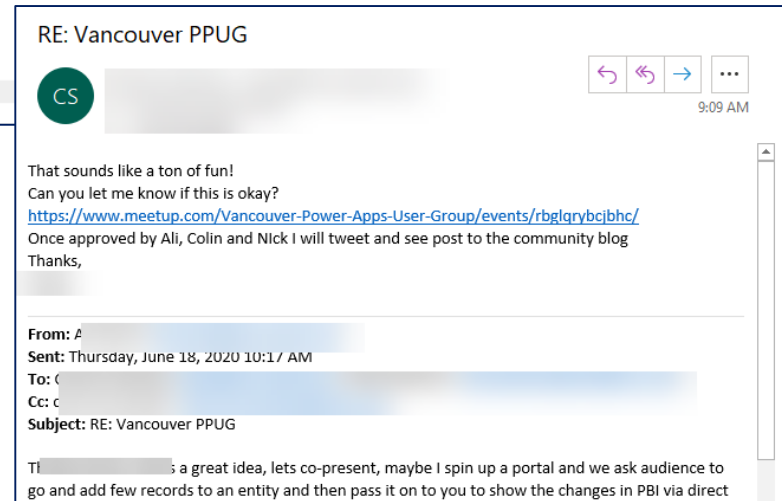 RE: Vancouver PPUG
CS
9:09 AM
That sounds like a ton of fun!
Can you let me know if this is okay?
https://www.meetup.com/Vancouver-Power-Apps-User-Group/events/rbglqrybcjbhc/
Once approved by Ali, Colin and NIck I will tweet and see post to the community blog
Thanks,
From: A
Sent: Thursday, June 18, 2020 10:17 AM
To:
Cc:
Subject: RE: Vancouver PPUG
a great idea, lets co-present, maybe I spin up a portal and we ask audience to
go and add few records to an entity and then pass it on to you to show the changes in PBI via direct